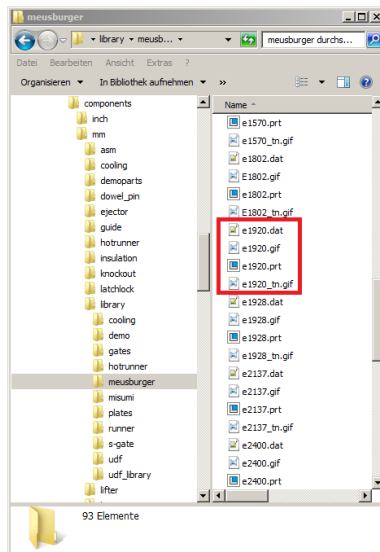 meusburger
library
meusb...
meusburger durchs...
Datei Bearbeiten Ansicht Extras ?
Organisieren In Bibliothek aufnehmen »
components
inch
mm
asm
cooling
demoparts
dowel_pin
ejector
guide
hotrunner
insulation
knockout
latchlock
library
cooling
demo
gates
hotrunner
meusburger
misumi
plates
runner
s-gate
udf
udf_library
lifter
Name
e1570.prt
e1570_tn.gif
e1802.dat
E1802.gif
e1802.prt
E1802_tn.gif
e1920.dat
e1920.gif
e1920.prt
e1920_tn.gif
e1928.dat
e1928.gif
e1928.prt
e1928_tn.gif
e2137.dat
e2137.gif
e2137.prt
e2137_tn.gif
e2400.dat
e2400.gif
e2400.prt
93 Elemente